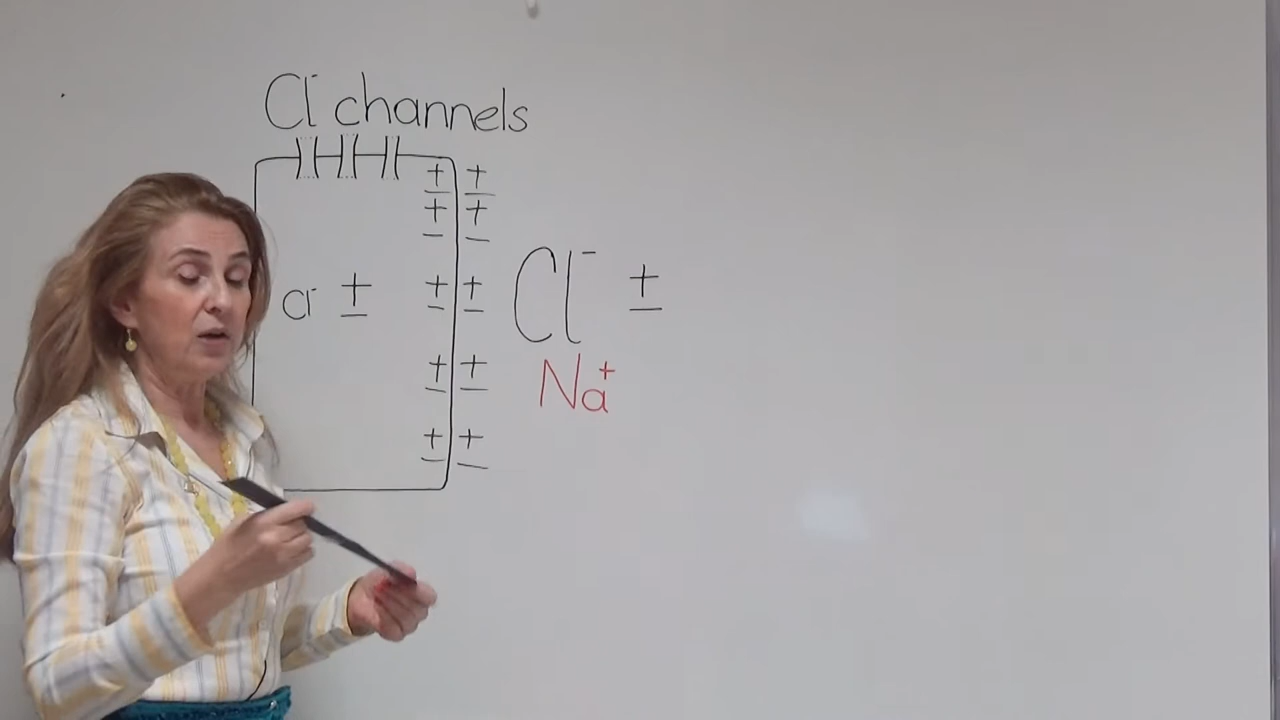 Cl⁻ channels
± ±
± ±
Cl⁻ ± ± ± Cl⁻ ±
± ± Na⁺
± ±